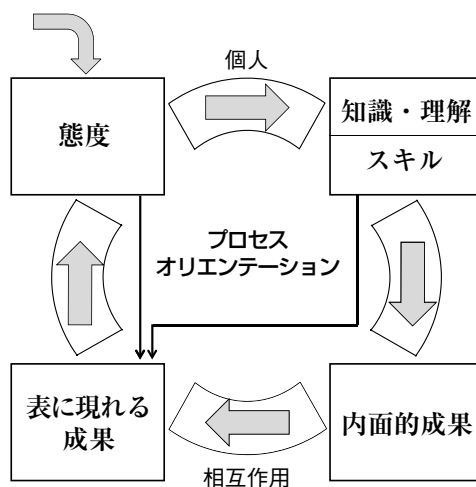 個人
態度
知識・理解
スキル
プロセス
オリエンテーション
表に現れる
成果
内面的成果
相互作用